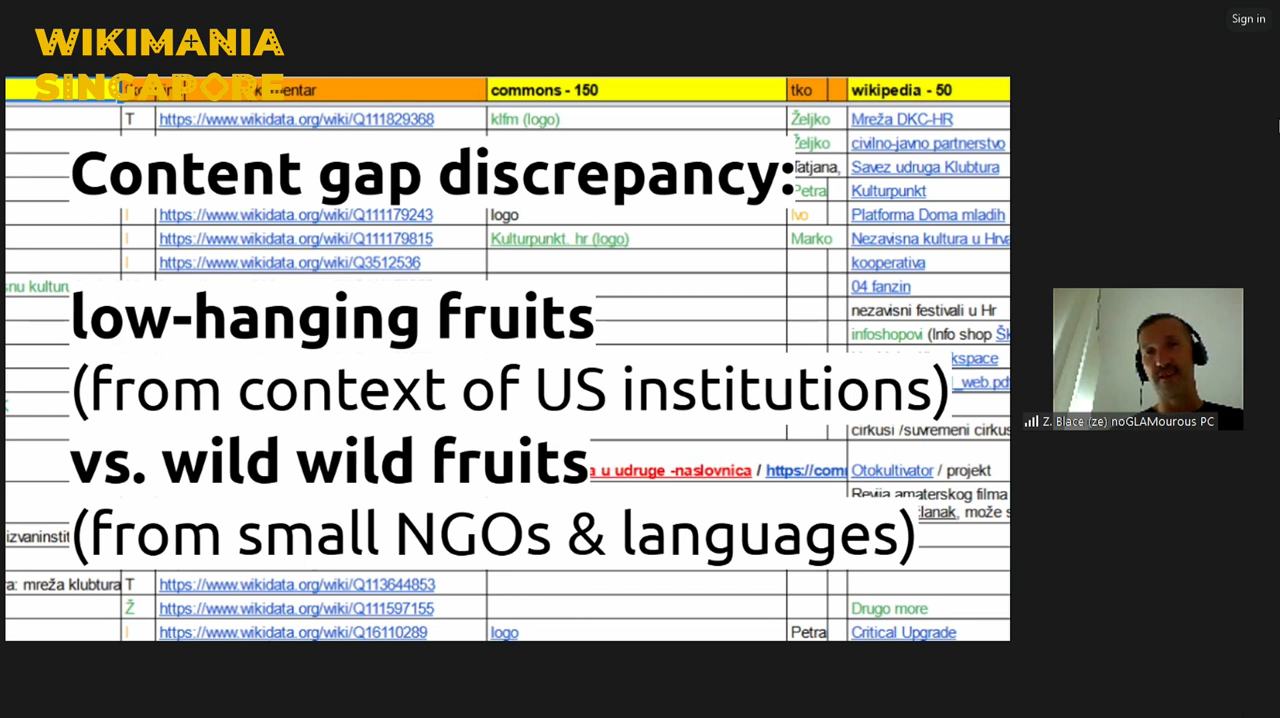 Sign in
WIKIMANIA
SINGAPORE
commons - 150
tko
wikipedia - 50
T https://www.wikidata.org/wiki/Q111829368 klfm (logo) Željko Mreža DKC-HR
Željko civilno-javno partnerstvo
Tatjana, Savez udruga Klubtura
Content gap discrepancy:
Petra Kulturpunkt
I https://www.wikidata.org/wiki/Q111179243 logo Ivo Platforma Doma mladih
I https://www.wikidata.org/wiki/Q111179815 Kulturpunkt. hr (logo) Marko Nezavisna kultura u
I https://www.wikidata.org/wiki/Q3512536 kooperativa
04 fanzin
low-hanging fruits
nezavisni festivali u Hr
infoshopovi (Info shop
(from context of US institutions)
cirkusi /suvremeni
vs. wild wild fruits
a u udruge -naslovnica / Otokultivator / projekt
Revija amaterskog filma
članak, može
(from small NGOs & languages)
mreža klubtura T https://www.wikidata.org/wiki/Q113644853
Ž https://www.wikidata.org/wiki/Q111597155 Drugo more
I https://www.wikidata.org/wiki/Q16110289 logo Petra Critical Upgrade
Z. Blace (ze) noGLAMourous PC